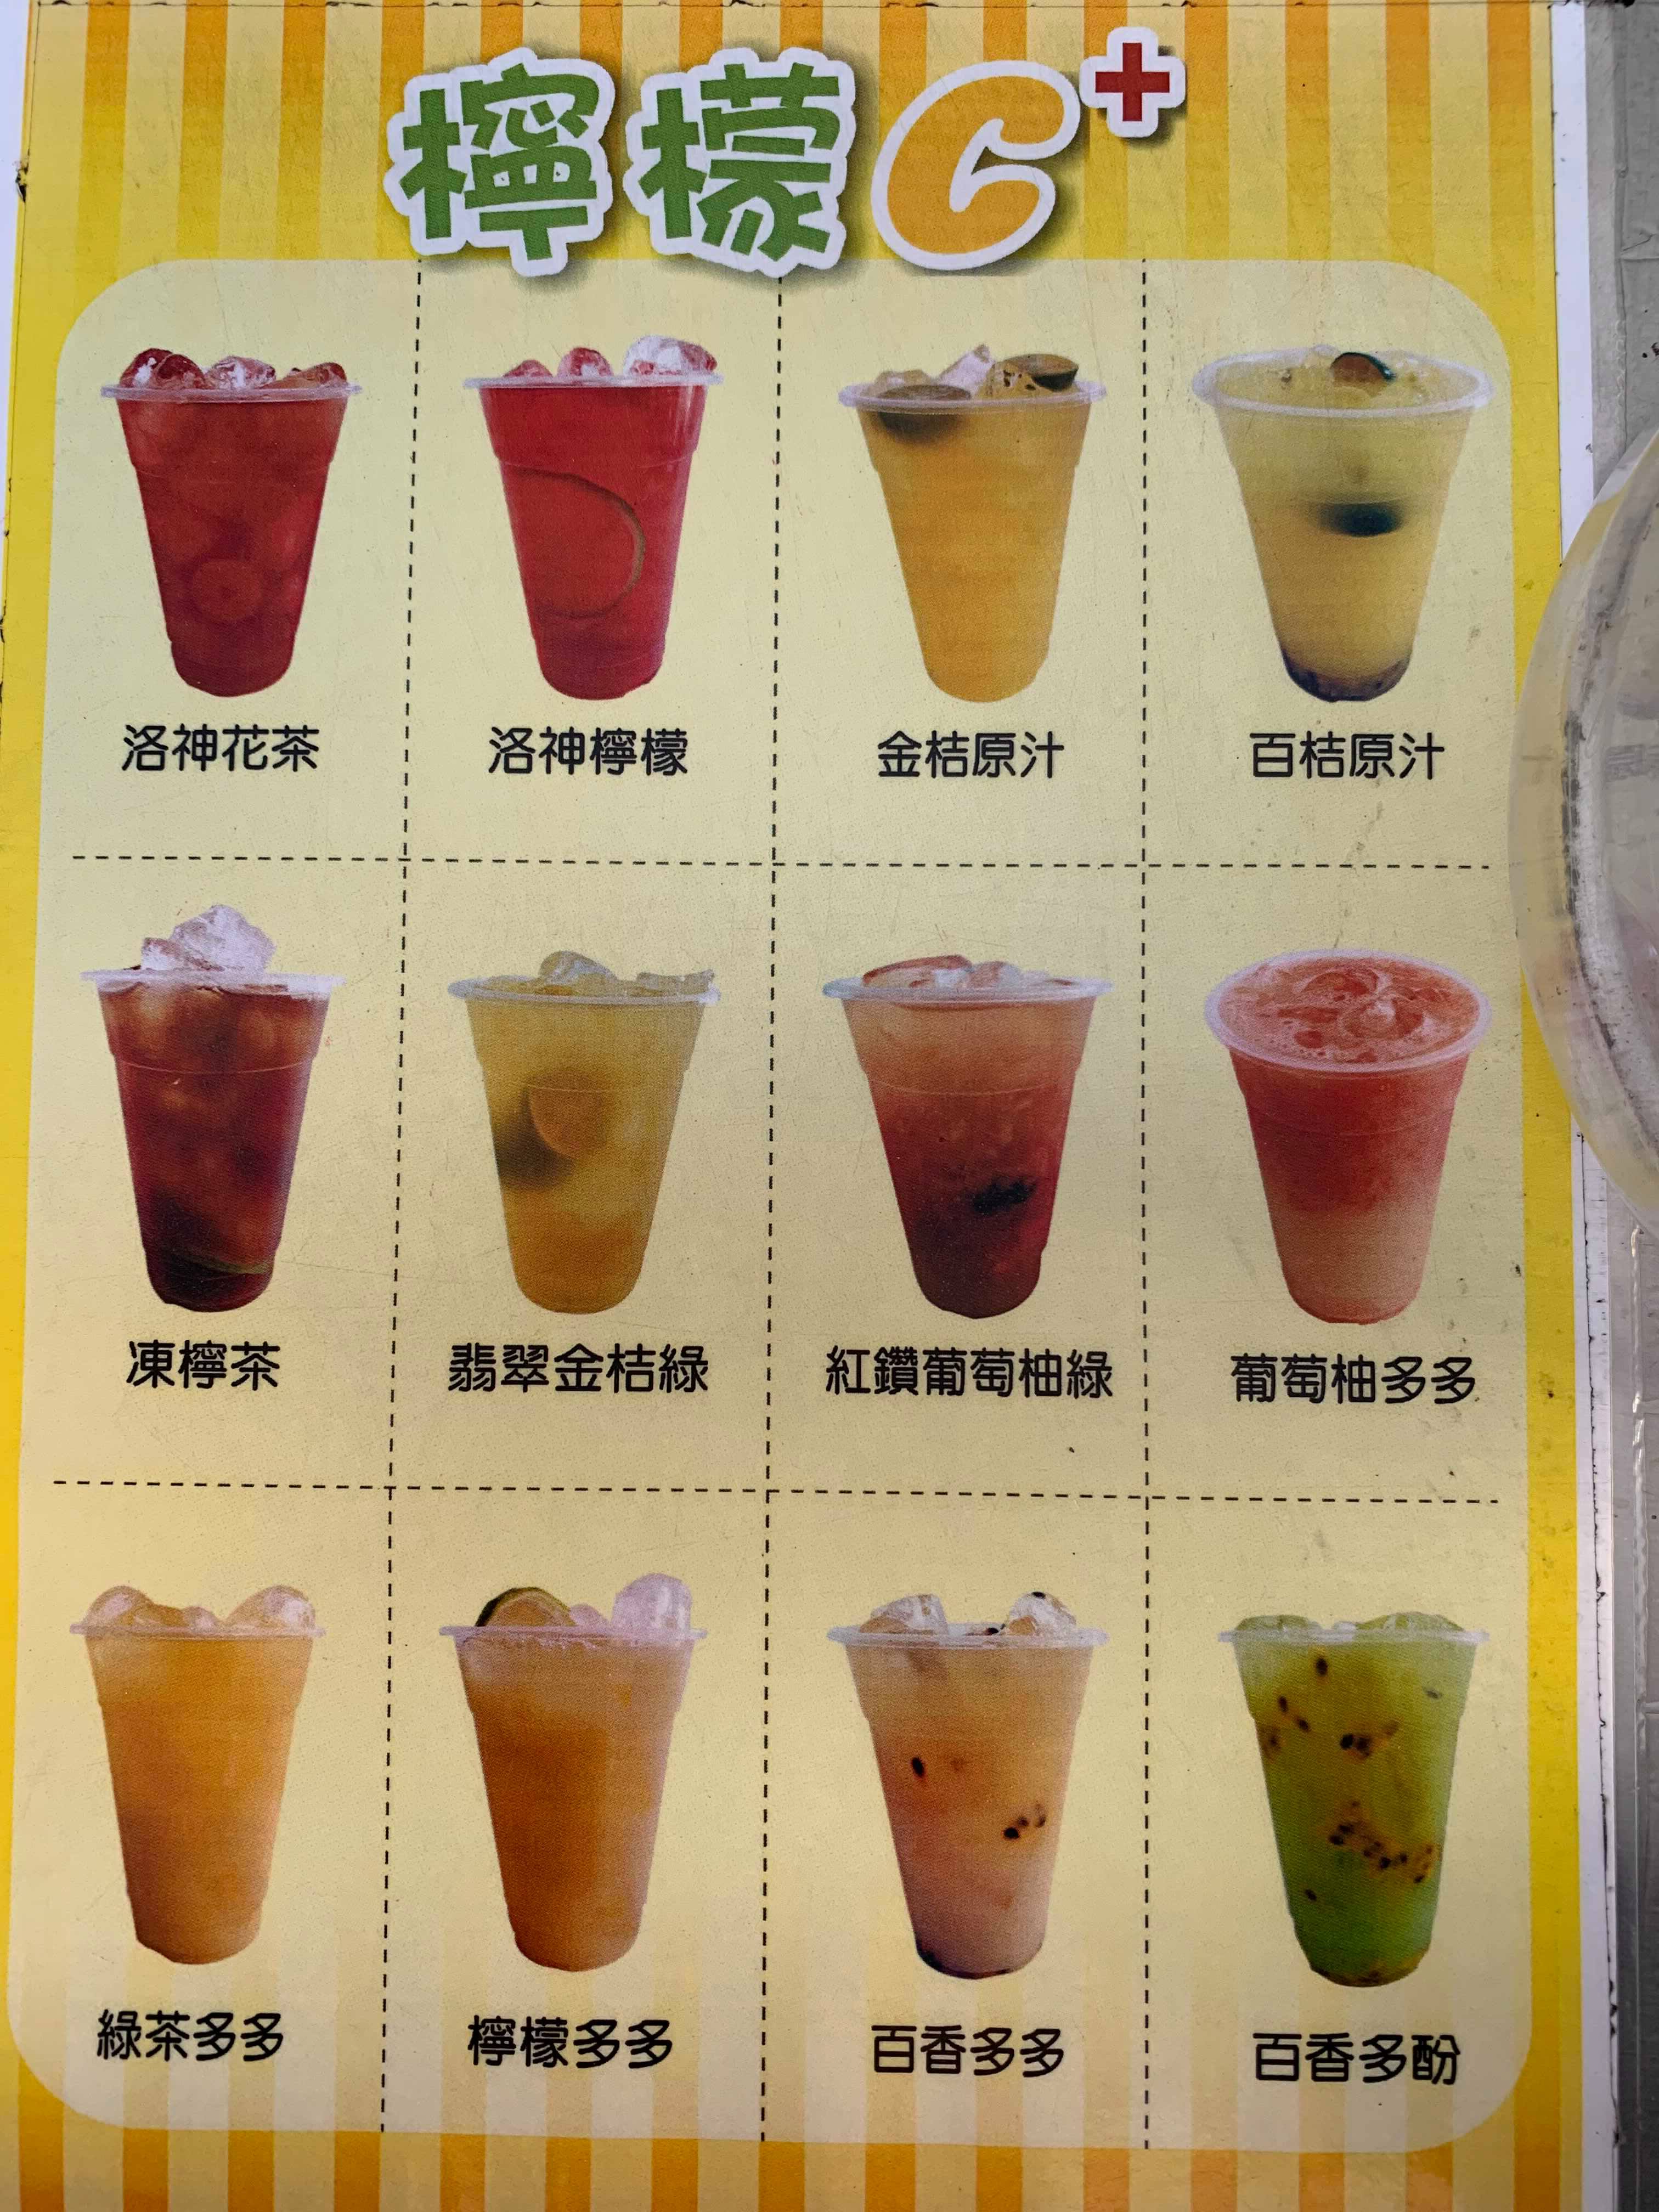 檸檬C+
洛神花茶
洛神檸檬
金桔原汁
百桔原汁
凍檸茶
翡翠金桔綠
紅鑽葡萄柚綠
葡萄柚多多
綠茶多多
檸檬多多
百香多多
百香多酚